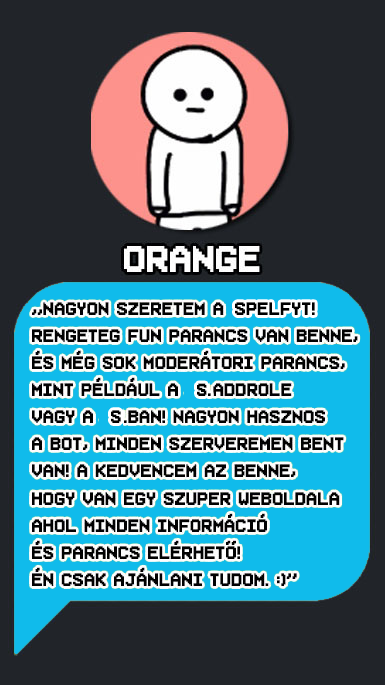 ORANGE
„NAGYON SZERETEM A SPELFYT!
RENGETEG FUN PARANCS VAN BENNE,
ÉS MÉG SOK MODERÁTORI PARANCS,
MINT PÉLDÁUL A S.ADDROLE
VAGY A S.BAN! NAGYON HASZNOS
A BOT, MINDEN SZERVEREMEN BENT
VAN! A KEDVENCEM AZ BENNE,
HOGY VAN EGY SZUPER WEBOLDALA
AHOL MINDEN INFORMÁCIÓ
ÉS PARANCS ELÉRHETŐ!
ÉN CSAK AJÁNLANI TUDOM. :)”